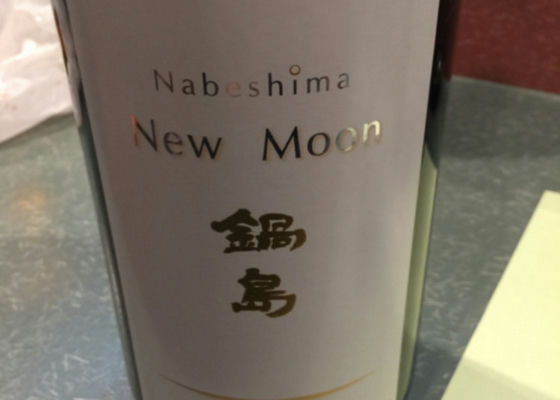 Nabeshima
New Moon
鍋
島